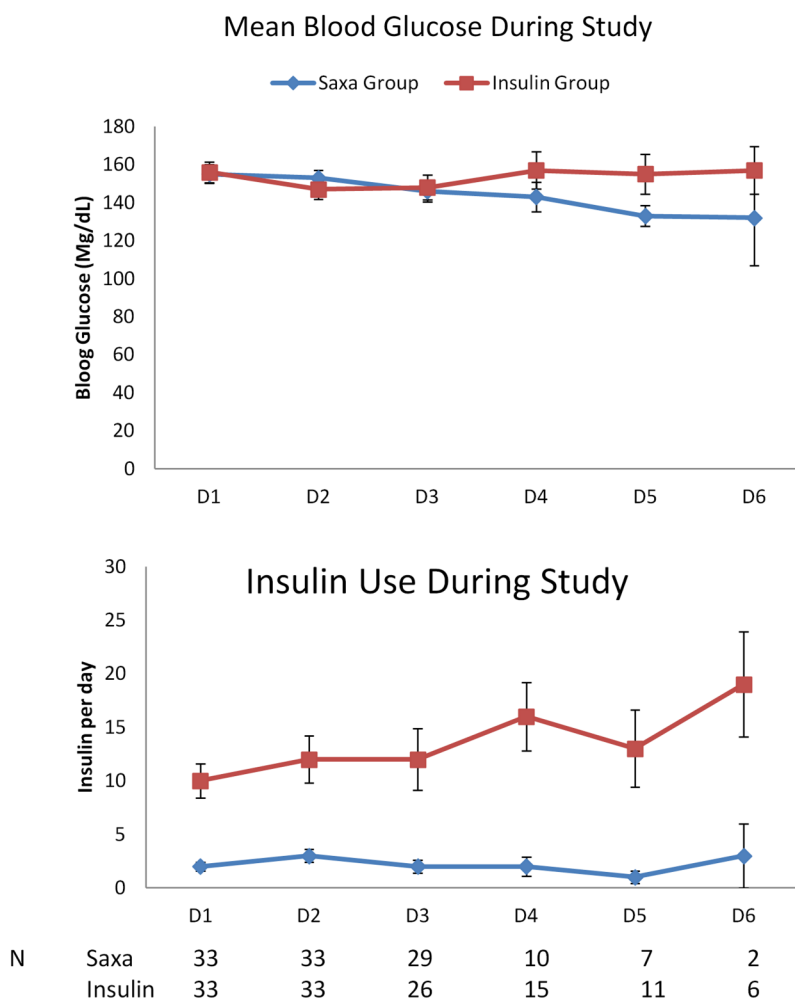 Mean Blood Glucose During Study
Saxa Group Insulin Group
180
160
140
120
100
80
60
40
20
0
Bloog Glucose (Mg/dL)
D1 D2 D3 D4 D5 D6
Insulin Use During Study
30
25
20
15
10
5
0
Insulin per day
D1 D2 D3 D4 D5 D6
N Saxa 33 33 29 10 7 2
Insulin 33 33 26 15 11 6